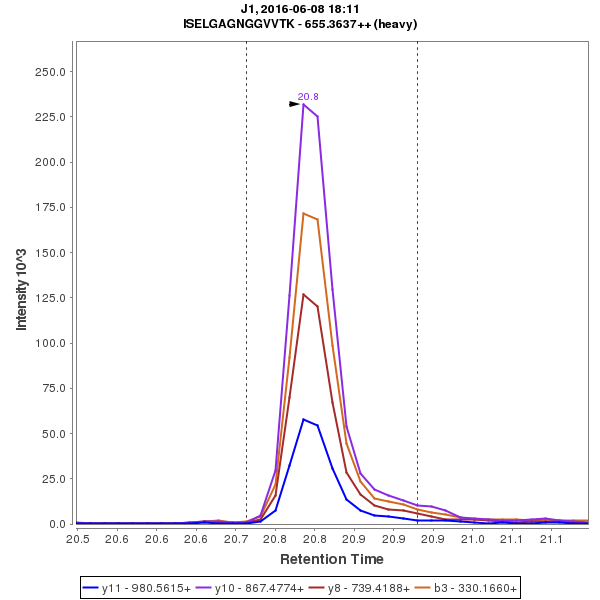 J1, 2016-06-08 18:11
ISELGAGNGGVVTK - 655.3637++ (heavy)
20.8
Intensity 10^3
250.0
225.0
200.0
175.0
150.0
125.0
100.0
75.0
50.0
25.0
0.0
20.5 20.6 20.6 20.6 20.7 20.8 20.8 20.8 20.9 20.9 21.0 21.1 21.1
Retention Time
y11 - 980.5615+ y10 - 867.4774+ y8 - 739.4188+ b3 - 330.1660+